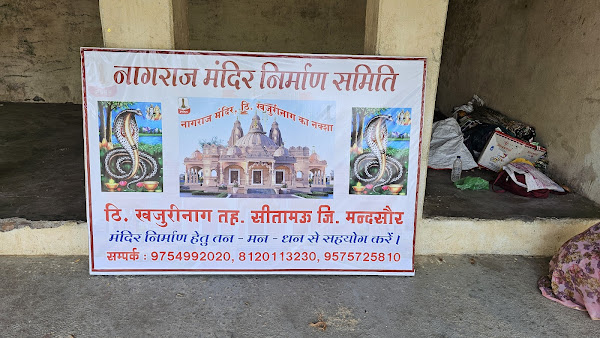 नागराज मंदिर निर्माण समिति
नागराज मंदिर, ठि. खजुरीनाग का नक्शा
ठि. खजुरीनाग तह. सीतामऊ जि. मन्दसौर
मंदिर निर्माण हेतु तन - मन - धन से सहयोग करें।
सम्पर्क : 9754992020, 8120113230, 9575725810